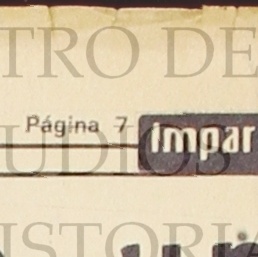 TRO DE
Página 7 impar
UDIOS
ISTORIA